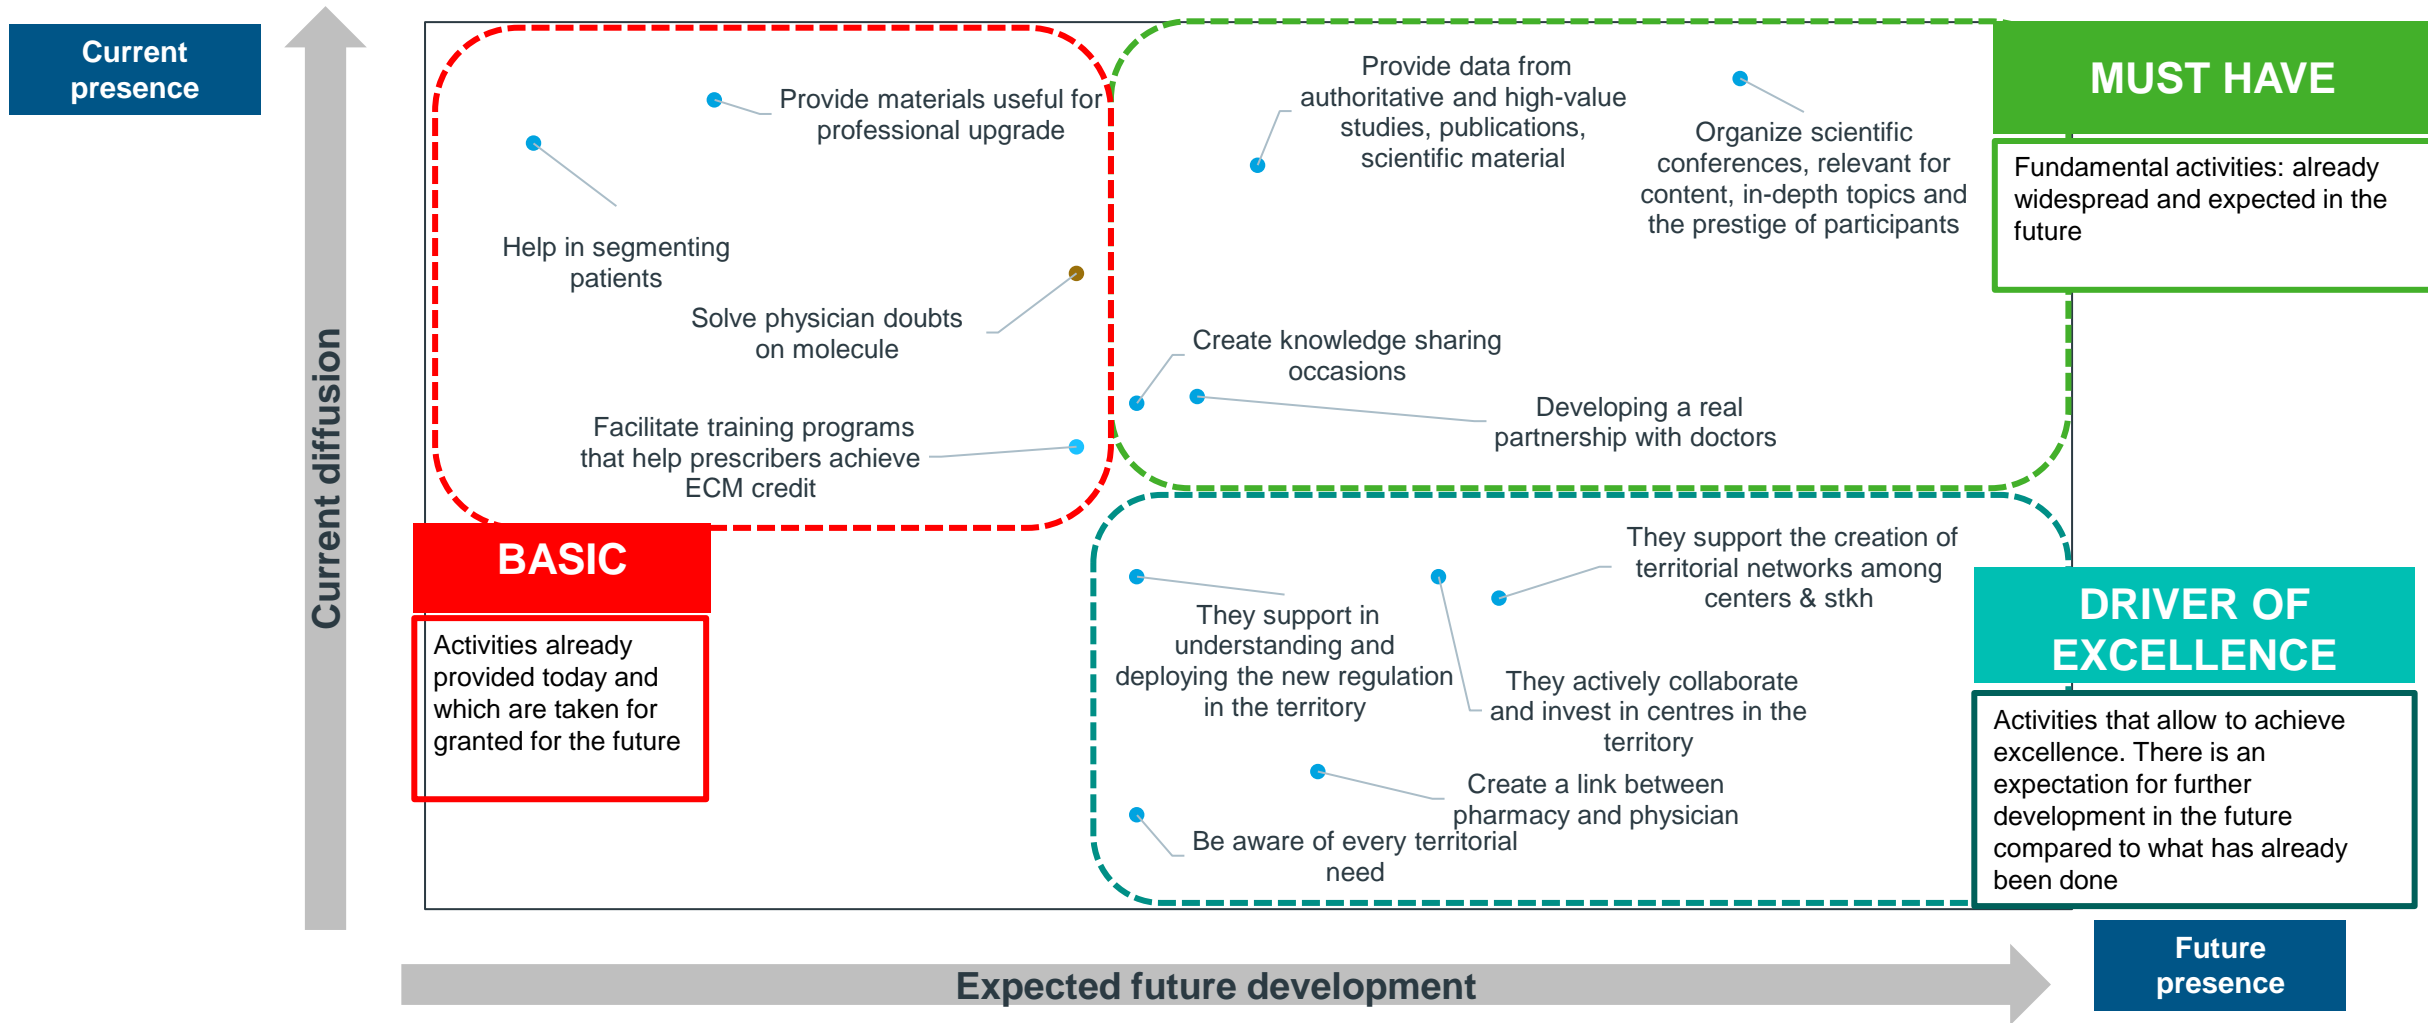 Current
presence
Current diffusion
Provide materials useful for
professional upgrade
Help in segmenting
patients
Solve physician doubts
on molecule
Facilitate training programs
that help prescribers achieve
ECM credit
BASIC
Activities already
provided today and
which are taken for
granted for the future
Provide data from
authoritative and high-value
studies, publications,
scientific material
Organize scientific
conferences, relevant for
content, in-depth topics and
the prestige of participants
Create knowledge sharing
occasions
Developing a real
partnership with doctors
MUST HAVE
Fundamental activities: already
widespread and expected in the
future
They support the creation of
territorial networks among
centers & stkh
They support in
understanding and
deploying the new regulation
in the territory
They actively collaborate
and invest in centres in the
territory
Create a link between
pharmacy and physician
Be aware of every territorial
need
DRIVER OF
EXCELLENCE
Activities that allow to achieve
excellence. There is an
expectation for further
development in the future
compared to what has already
been done
Expected future development
Future
presence